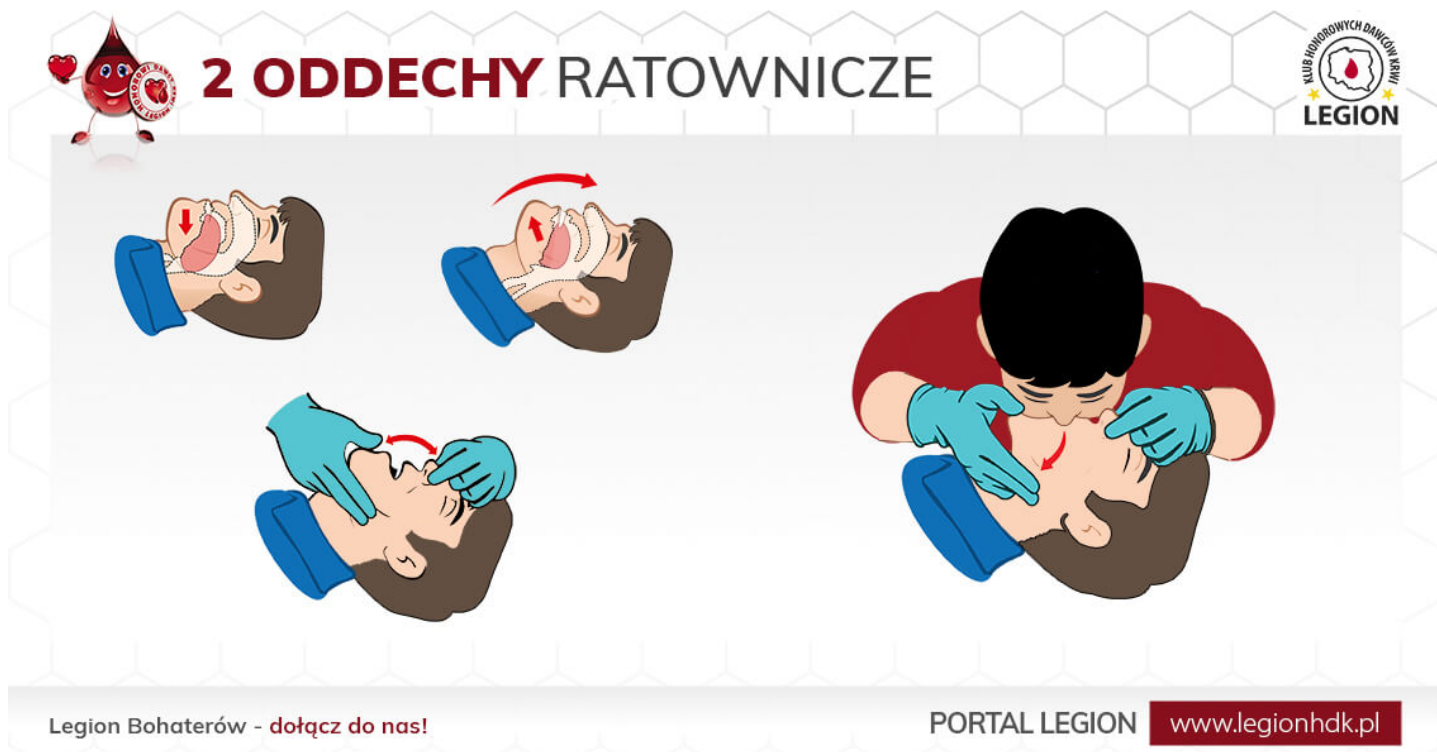 2 ODDECHY RATOWNICZE
KLUB HONOROWYCH DAWCÓW KRWI
LEGION
Legion Bohaterów - dołącz do nas!
PORTAL LEGION www.legionhdk.pl